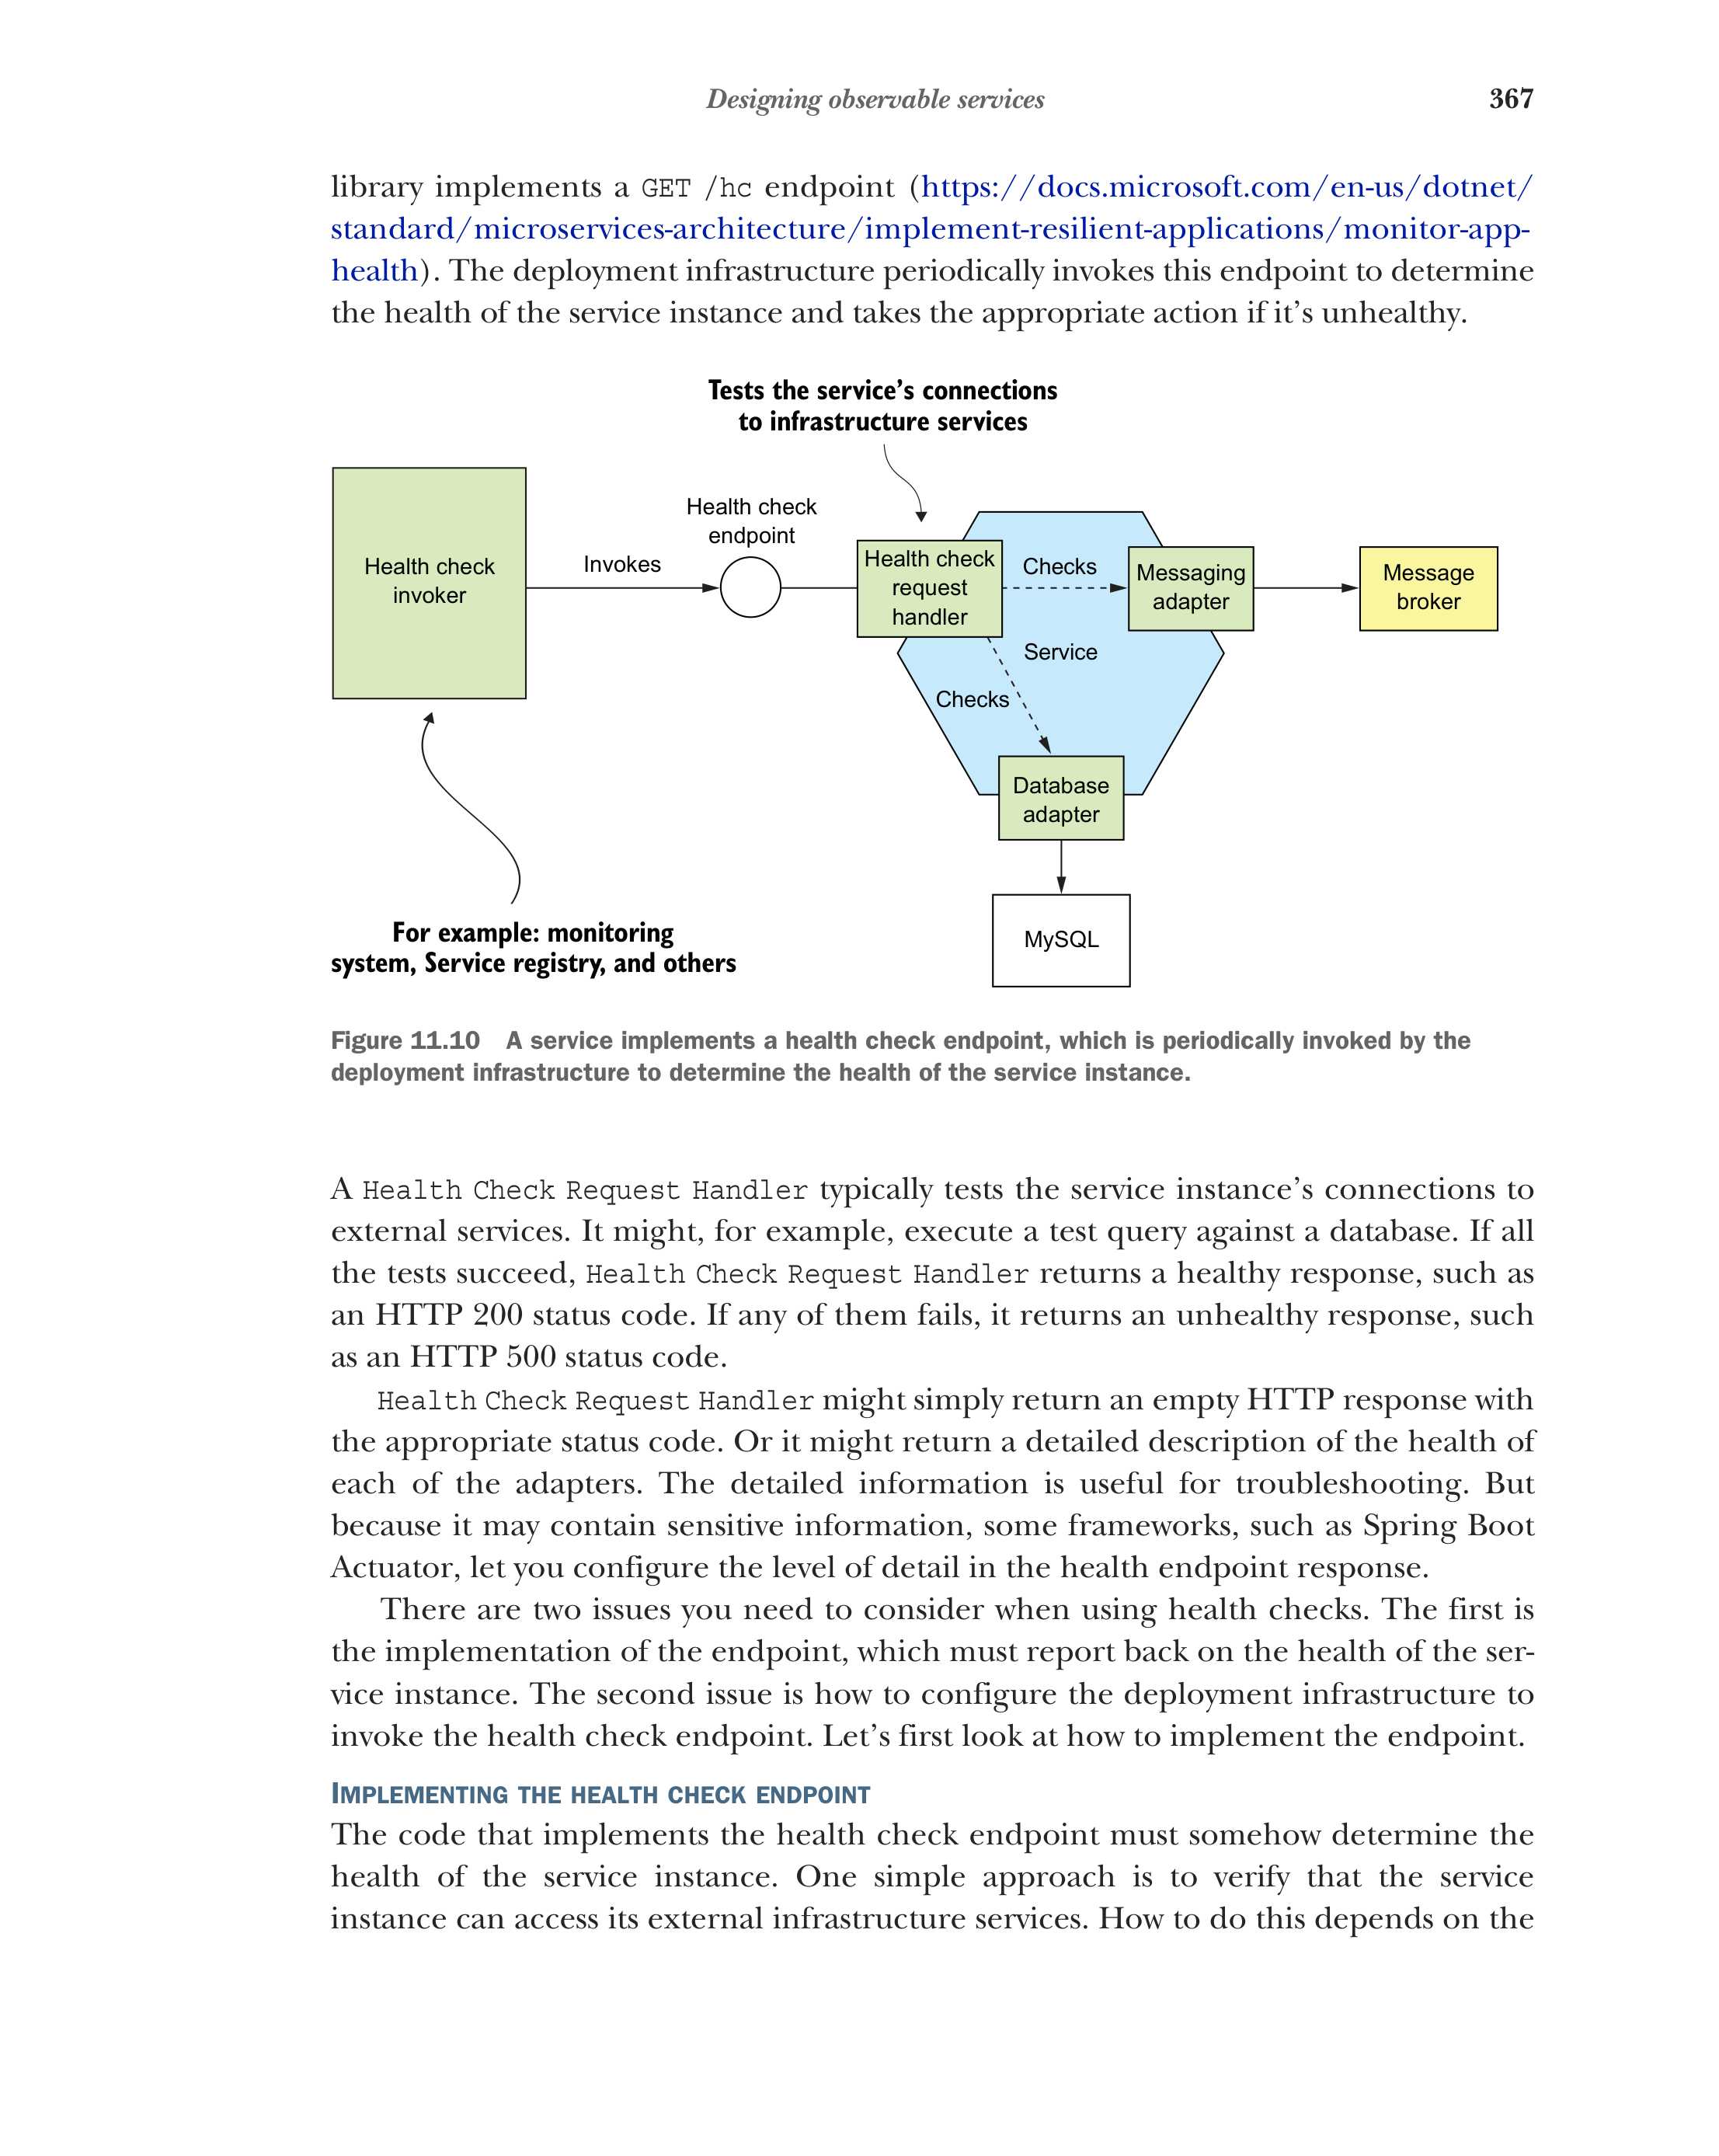 Designing observable services 367
library implements a GET /hc endpoint (https://docs.microsoft.com/en-us/dotnet/
standard/microservices-architecture/implement-resilient-applications/monitor-app-
health). The deployment infrastructure periodically invokes this endpoint to determine
the health of the service instance and takes the appropriate action if it’s unhealthy.
Tests the service’s connections
to infrastructure services
Health check
invoker
Invokes
Health check
endpoint
Health check
request
handler
Checks
Messaging
adapter
Message
broker
Service
Checks
Database
adapter
MySQL
For example: monitoring
system, Service registry, and others
Figure 11.10 A service implements a health check endpoint, which is periodically invoked by the
deployment infrastructure to determine the health of the service instance.
A Health Check Request Handler typically tests the service instance’s connections to
external services. It might, for example, execute a test query against a database. If all
the tests succeed, Health Check Request Handler returns a healthy response, such as
an HTTP 200 status code. If any of them fails, it returns an unhealthy response, such
as an HTTP 500 status code.
Health Check Request Handler might simply return an empty HTTP response with
the appropriate status code. Or it might return a detailed description of the health of
each of the adapters. The detailed information is useful for troubleshooting. But
because it may contain sensitive information, some frameworks, such as Spring Boot
Actuator, let you configure the level of detail in the health endpoint response.
There are two issues you need to consider when using health checks. The first is
the implementation of the endpoint, which must report back on the health of the ser-
vice instance. The second issue is how to configure the deployment infrastructure to
invoke the health check endpoint. Let’s first look at how to implement the endpoint.
IMPLEMENTING THE HEALTH CHECK ENDPOINT
The code that implements the health check endpoint must somehow determine the
health of the service instance. One simple approach is to verify that the service
instance can access its external infrastructure services. How to do this depends on the